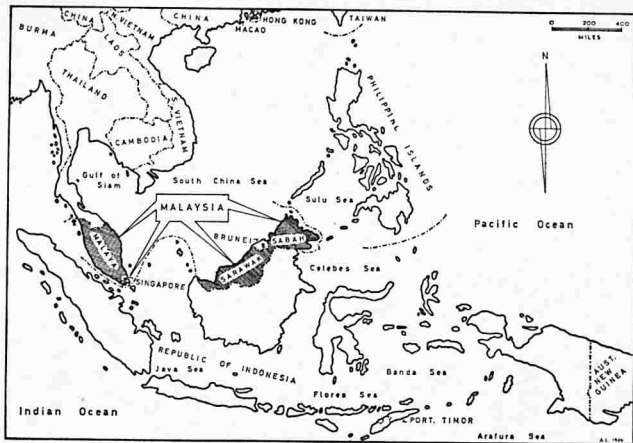 CHINA
N. VIETNAM
CHINA
HONG KONG
MACAO
TAIWAN
BURMA
LAOS
THAILAND
S. VIETNAM
CAMBODIA
Gulf of
Siam
South China Sea
PHILIPPINE ISLANDS
Sulu Sea
0 200 400
MILES
N
MALAYSIA
Pacific Ocean
MALAYA
BRUNEI
SABAH
SARAWAK
SINGAPORE
Celebes Sea
REPUBLIC OF INDONESIA
Java Sea
Banda Sea
Flores Sea
AUST.
NEW
GUINEA
Indian Ocean
PORT. TIMOR
Arafura Sea